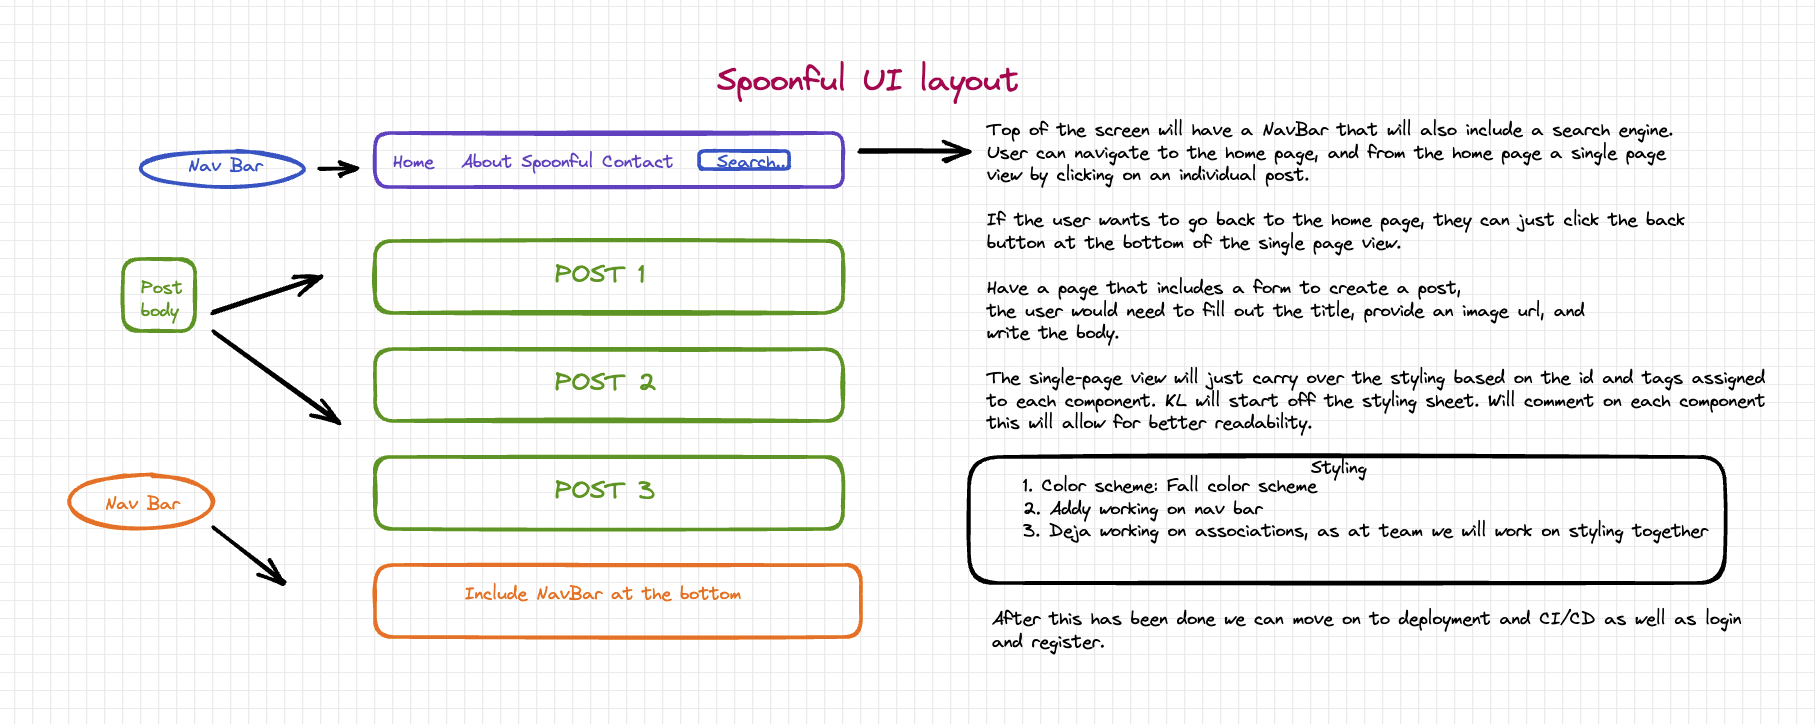 Spoonful UI layout
Nav Bar
Home About Spoonful Contact Search...
Top of the screen will have a NavBar that will also include a search engine.
User can navigate to the home page, and from the home page a single page
view by clicking on an individual post.
If the user wants to go back to the home page, they can just click the back
button at the bottom of the single page view.
Have a page that includes a form to create a post,
the user would need to fill out the title, provide an image url, and
write the body.
The single-page view will just carry over the styling based on the id and tags assigned
to each component. KL will start off the styling sheet. Will comment on each component
this will allow for better readability.
Post
body
POST 1
POST 2
POST 3
Nav Bar
Include NavBar at the bottom
Styling
1. Color scheme: Fall color scheme
2. Addy working on nav bar
3. Deja working on associations, as at team we will work on styling together
After this has been done we can move on to deployment and CI/CD as well as login
and register.